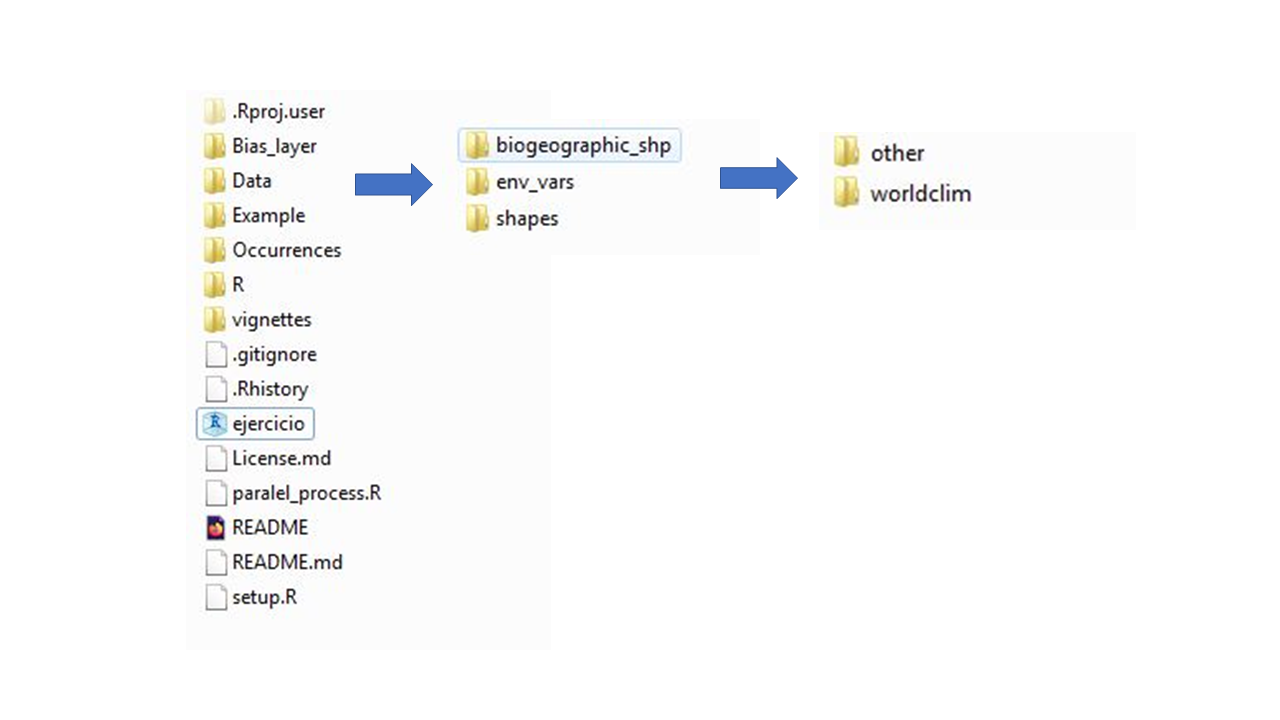 .Rproj.user
Bias_layer
Data
Example
Occurrences
R
vignettes
.gitignore
.Rhistory
ejercicio
License.md
paralel_process.R
README
README.md
setup.R
biogeographic_shp
env_vars
shapes
other
worldclim